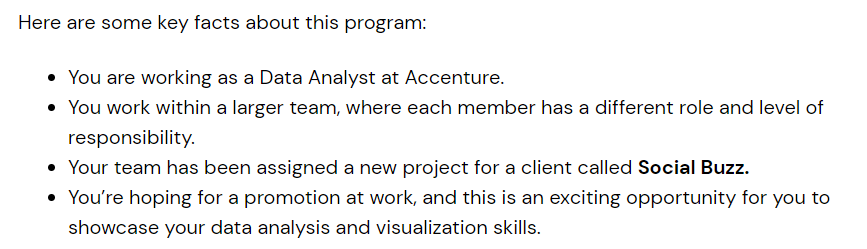 Here are some key facts about this program:
• You are working as a Data Analyst at Accenture.
• You work within a larger team, where each member has a different role and level of
responsibility.
• Your team has been assigned a new project for a client called Social Buzz.
• You’re hoping for a promotion at work, and this is an exciting opportunity for you to
showcase your data analysis and visualization skills.